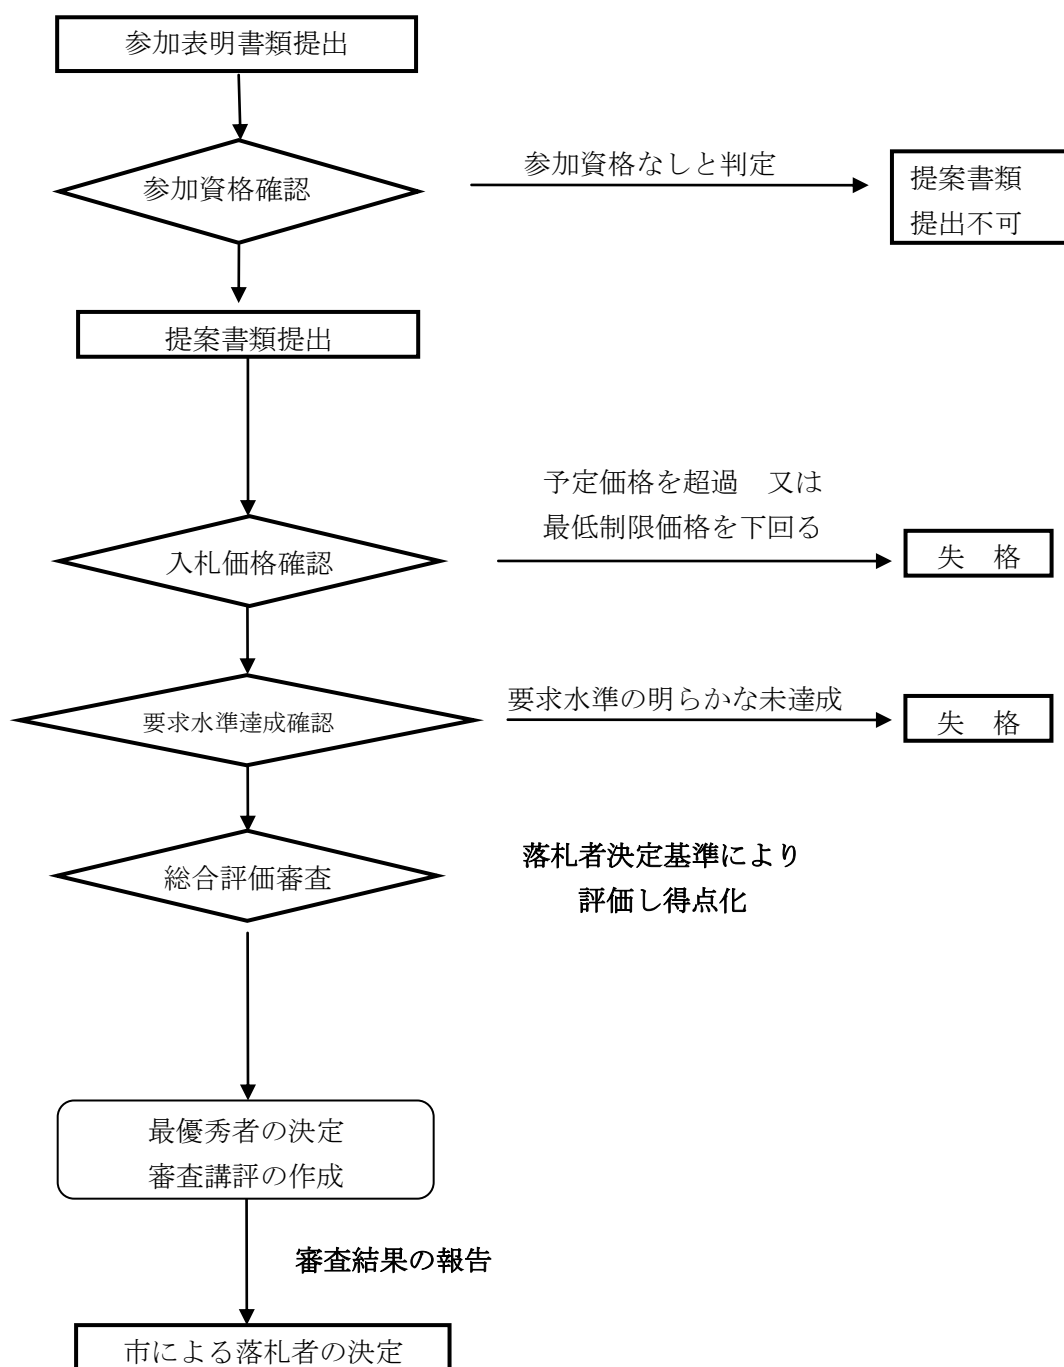 参加表明書類提出
参加資格確認
参加資格なしと判定
提案書類
提出不可
提案書類提出
予定価格を超過　又は
最低制限価格を下回る
入札価格確認
失　格
要求水準達成確認
要求水準の明らかな未達成
失　格
総合評価審査
落札者決定基準により
評価し得点化
最優秀者の決定
審査講評の作成
審査結果の報告
市による落札者の決定